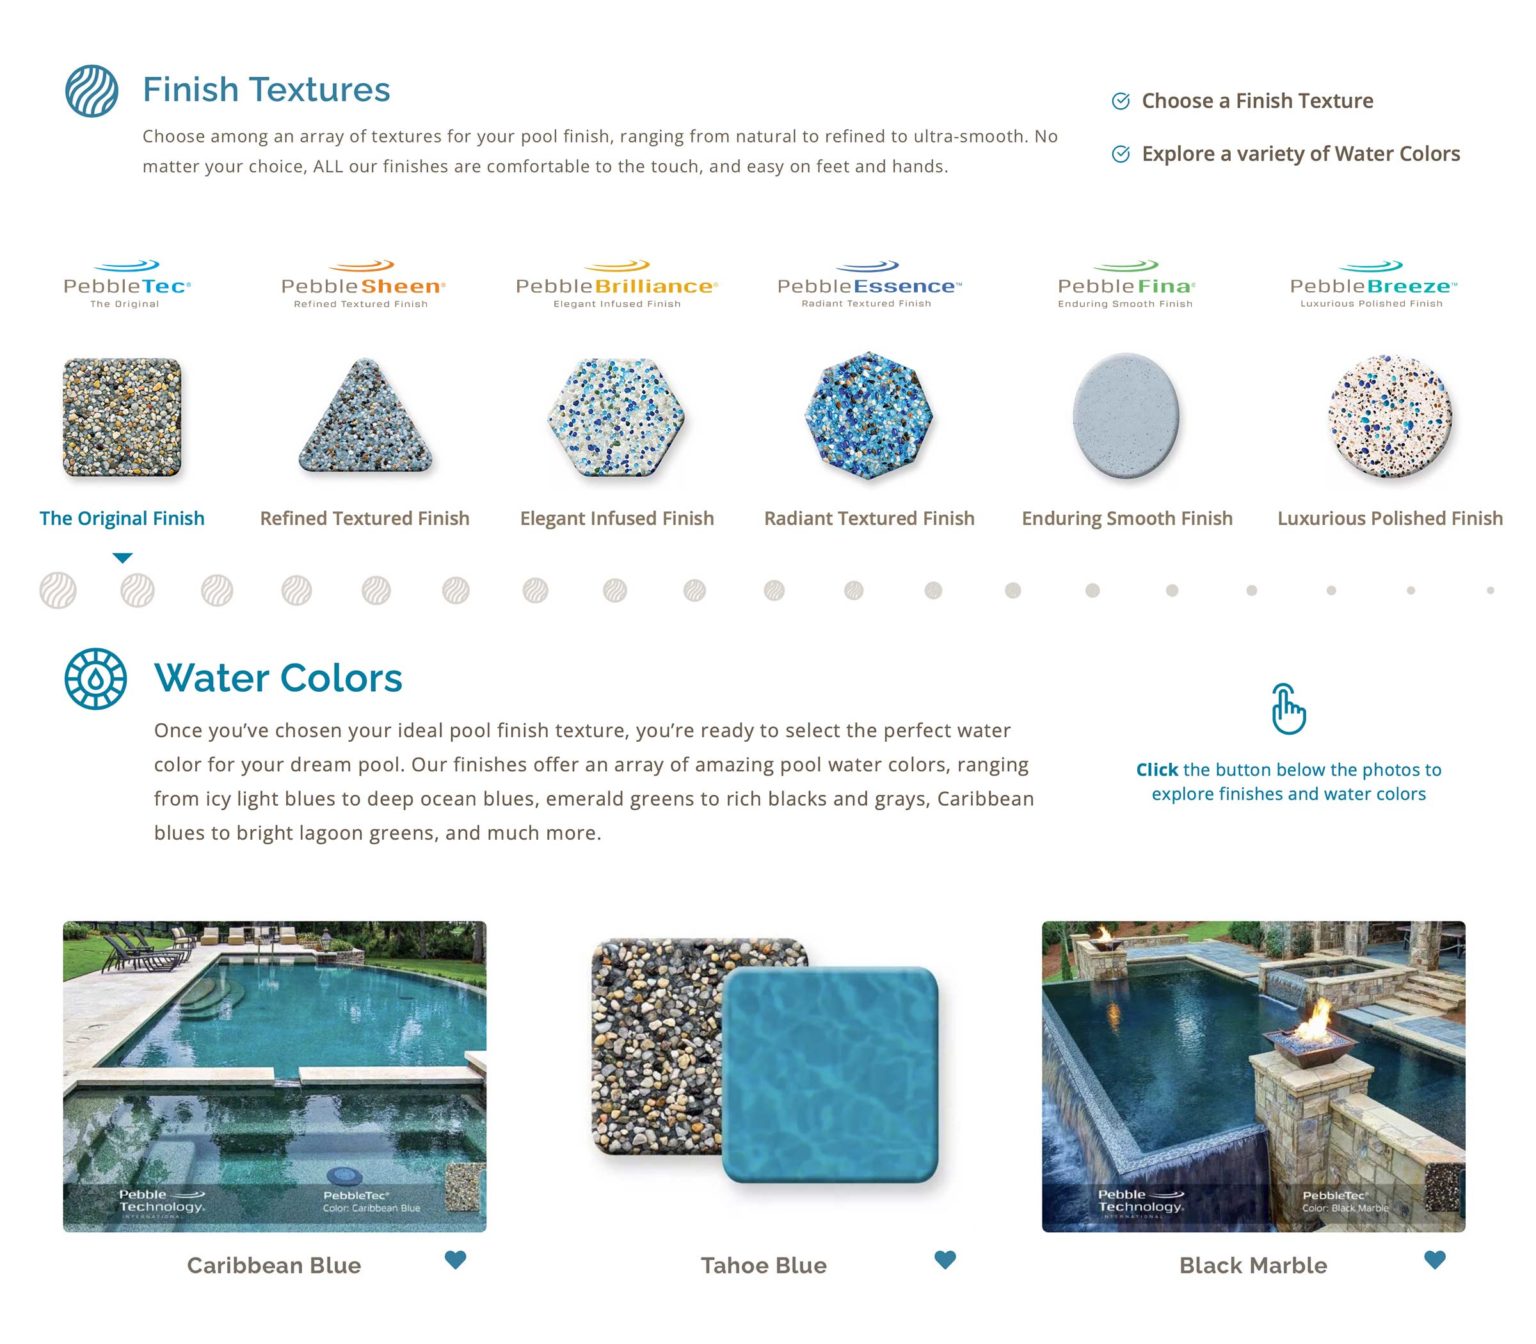 Finish Textures
Choose among an array of textures for your pool finish, ranging from natural to refined to ultra-smooth. No
matter your choice, ALL our finishes are comfortable to the touch, and easy on feet and hands.
Choose a Finish Texture
Explore a variety of Water Colors
PebbleTec®
The Original
PebbleSheen®
Refined Textured Finish
PebbleBrilliance®
Elegant Infused Finish
PebbleEssence™
Radiant Textured Finish
PebbleFina®
Enduring Smooth Finish
PebbleBreeze™
Luxurious Polished Finish
The Original Finish
Refined Textured Finish
Elegant Infused Finish
Radiant Textured Finish
Enduring Smooth Finish
Luxurious Polished Finish
Water Colors
Once you’ve chosen your ideal pool finish texture, you’re ready to select the perfect water
color for your dream pool. Our finishes offer an array of amazing pool water colors, ranging
from icy light blues to deep ocean blues, emerald greens to rich blacks and grays, Caribbean
blues to bright lagoon greens, and much more.
Click the button below the photos to
explore finishes and water colors
Pebble
Technology®
INTERNATIONAL
PebbleTec®
Color: Caribbean Blue
Pebble
Technology®
INTERNATIONAL
PebbleTec®
Color: Black Marble
Caribbean Blue
Tahoe Blue
Black Marble